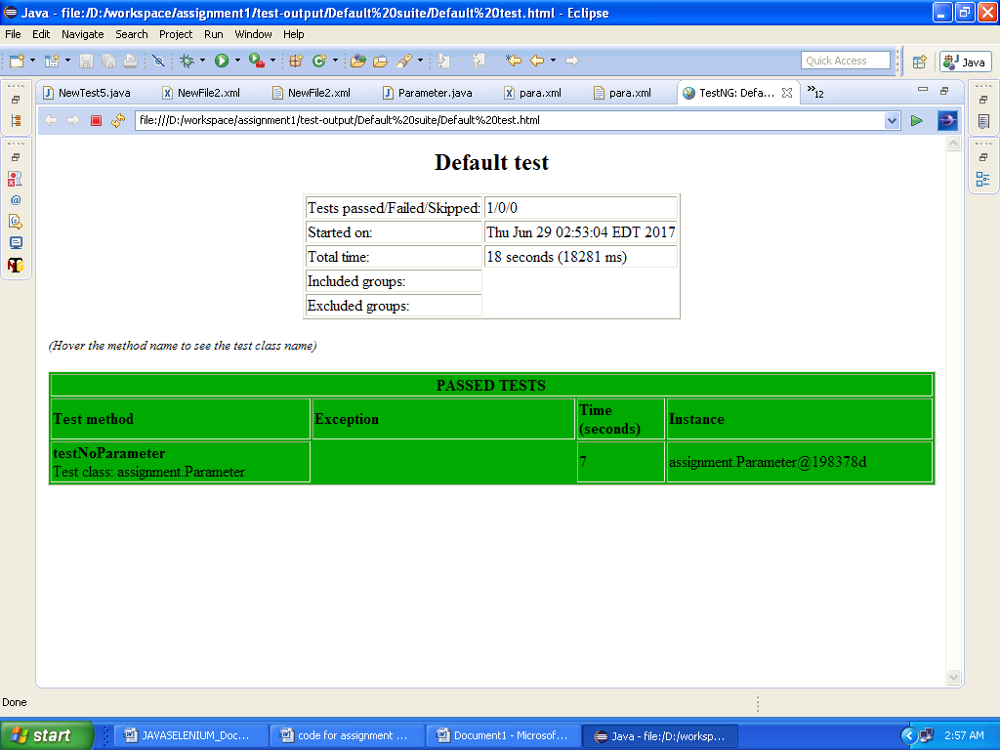 Java - file:/D:/workspace/assignment1/test-output/Default%20suite/Default%20test.html - Eclipse
File Edit Navigate Search Project Run Window Help
Quick Access
Java
NewTest5.java NewFile2.xml NewFile2.xml Parameter.java para.xml para.xml TestNG: Defa... »12
file:///D:/workspace/assignment1/test-output/Default%20suite/Default%20test.html
Default test
Tests passed/Failed/Skipped: 1/0/0
Started on: Thu Jun 29 02:53:04 EDT 2017
Total time: 18 seconds (18281 ms)
Included groups:
Excluded groups:
(Hover the method name to see the test class name)
PASSED TESTS
Test method Exception Time
(seconds) Instance
testNoParameter
Test class: assignment.Parameter 7 assignment.Parameter@198378d
Done
start JAVASELENIUM_Doc... code for assignment ... Document1 - Microsof... Java - file:/D:/worksp... 2:57 AM